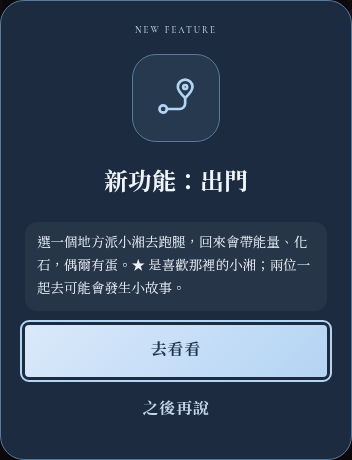 NEW FEATURE
新功能：出門
選一個地方派小湘去跑腿，回來會帶能量、化
石，偶爾有蛋。★ 是喜歡那裡的小湘；兩位一
起去可能會發生小故事。
去看看
之後再說